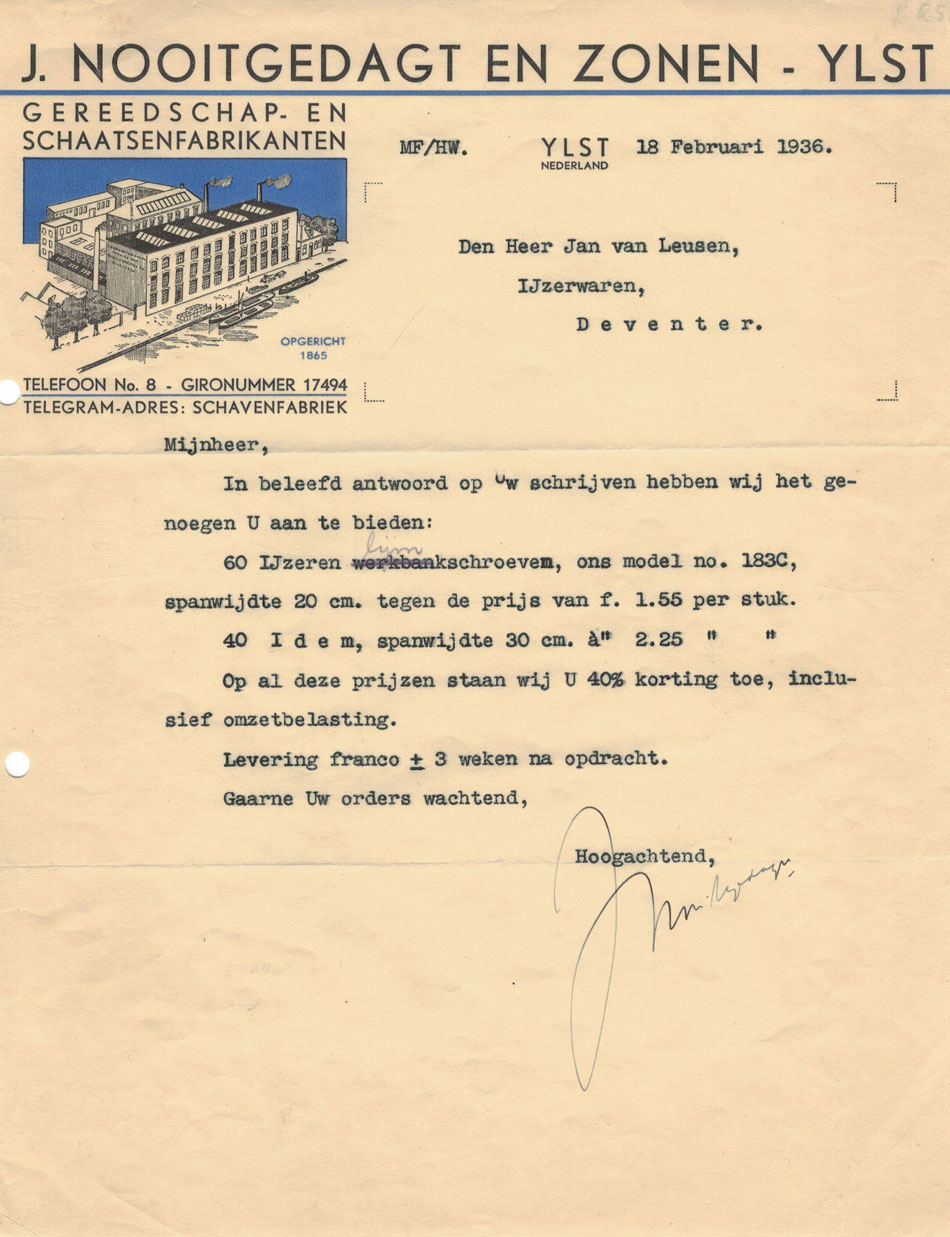 J. NOOITGEDAGT EN ZONEN - YLST
GEREEDSCHAP- EN
SCHAATSENFABRIKANTEN
OPGERICHT
1865
TELEFOON No. 8 - GIRONUMMER 17494
TELEGRAM-ADRES: SCHAVENFABRIEK
MF/HW. YLST 18 Februari 1936.
NEDERLAND
Den Heer Jan van Leusen,
IJzerwaren,
D e v e n t e r.
Mijnheer,
In beleefd antwoord op Uw schrijven hebben wij het ge-
noegen U aan te bieden:
lijm
60 IJzeren werkbankschroeven, ons model no. 183C,
spanwijdte 20 cm. tegen de prijs van f. 1.55 per stuk.
40 I d e m, spanwijdte 30 cm. à" 2.25 " "
Op al deze prijzen staan wij U 40% korting toe, inclu-
sief omzetbelasting.
Levering franco ± 3 weken na opdracht.
Gaarne Uw orders wachtend,
Hoogachtend,